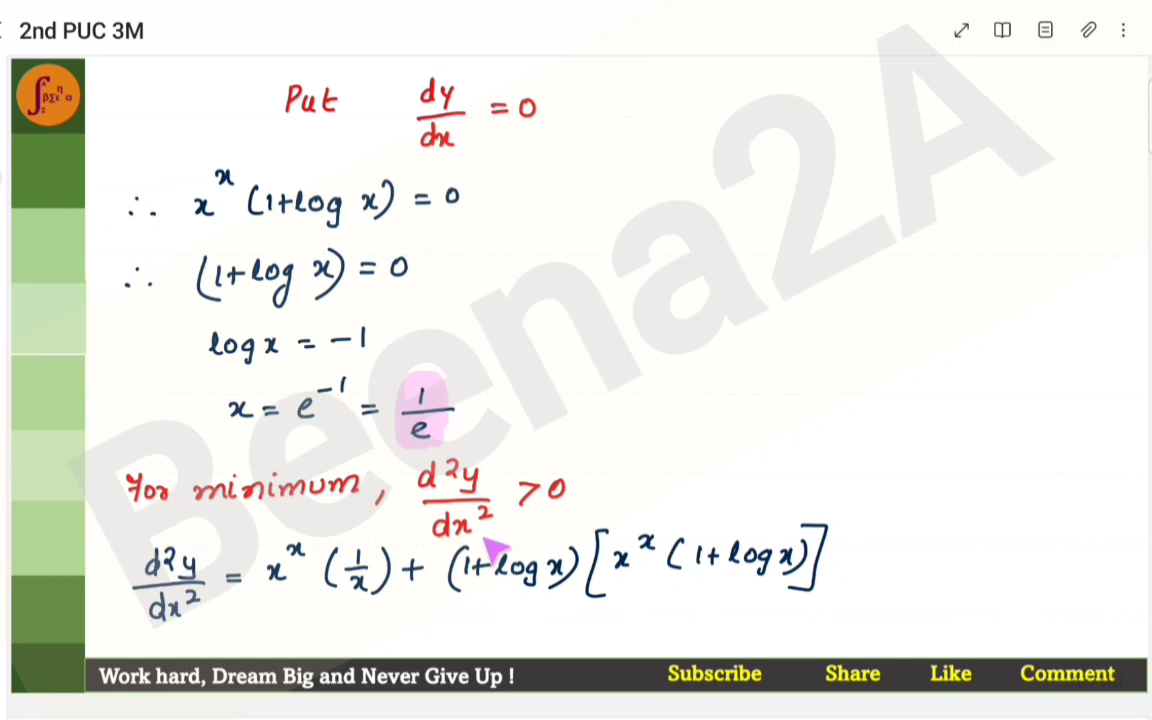 2nd PUC 3M
Put dy/dx = 0
∴ x^x (1+log x) = 0
∴ (1+log x) = 0
log x = -1
x = e^-1 = 1/e
For minimum, d²y/dx² > 0
d²y/dx² = x^x (1/x) + (1+log x) [x^x (1+log x)]
Beena2A
Work hard, Dream Big and Never Give Up ! Subscribe Share Like Comment